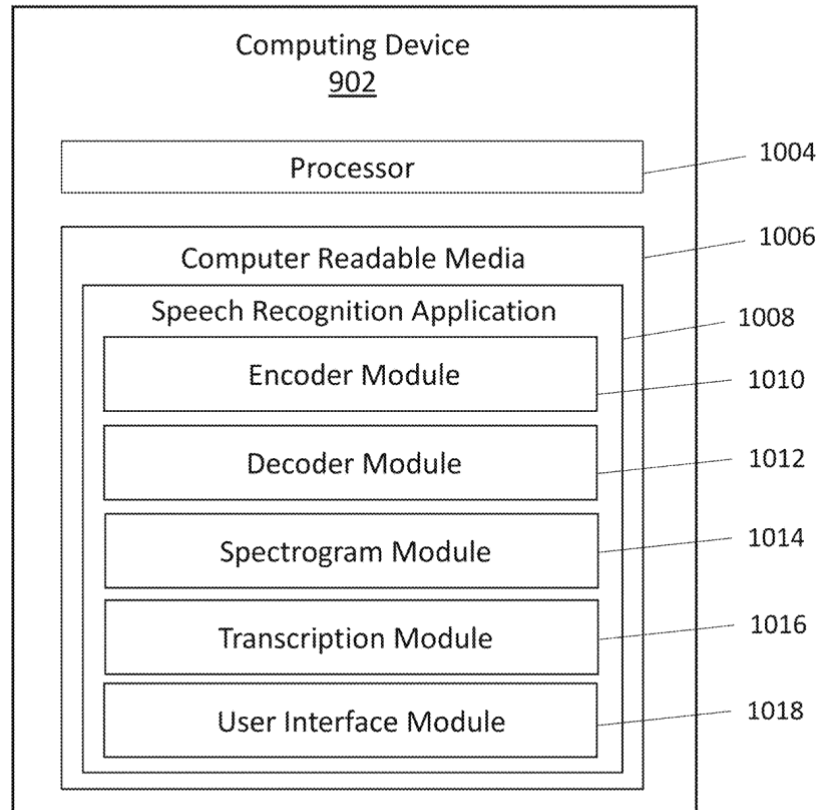 Computing Device
902
Processor
1004
Computer Readable Media
1006
Speech Recognition Application
1008
Encoder Module
1010
Decoder Module
1012
Spectrogram Module
1014
Transcription Module
1016
User Interface Module
1018